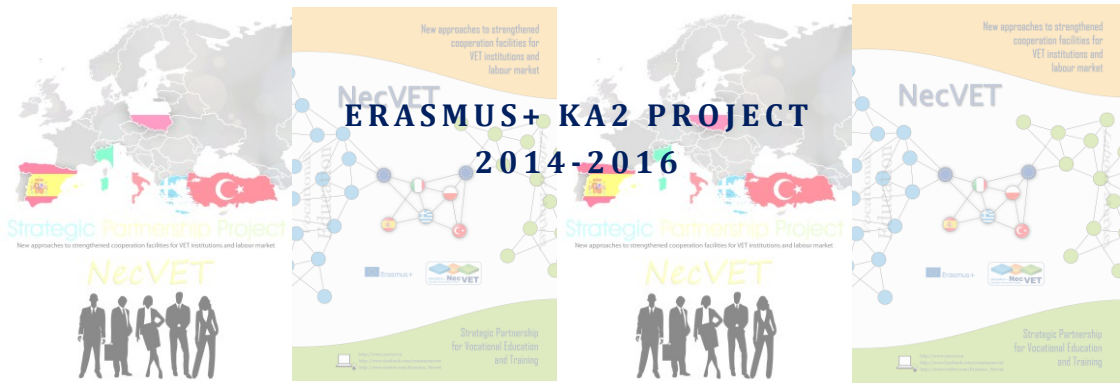 ERASMUS+ KA2 PROJECT
2014-2016
Strategic Partnership Project
New approaches to strengthened cooperation facilities for VET institutions and labour market
NecVET
New approaches to strengthened
cooperation facilities for
VET institutions and
labour market
NecVET
Erasmus+
NecVET
Strategic Partnership
for Vocational Education
and Training
Strategic Partnership Project
New approaches to strengthened cooperation facilities for VET institutions and labour market
NecVET
New approaches to strengthened
cooperation facilities for
VET institutions and
labour market
NecVET
Erasmus+
NecVET
Strategic Partnership
for Vocational Education
and Training